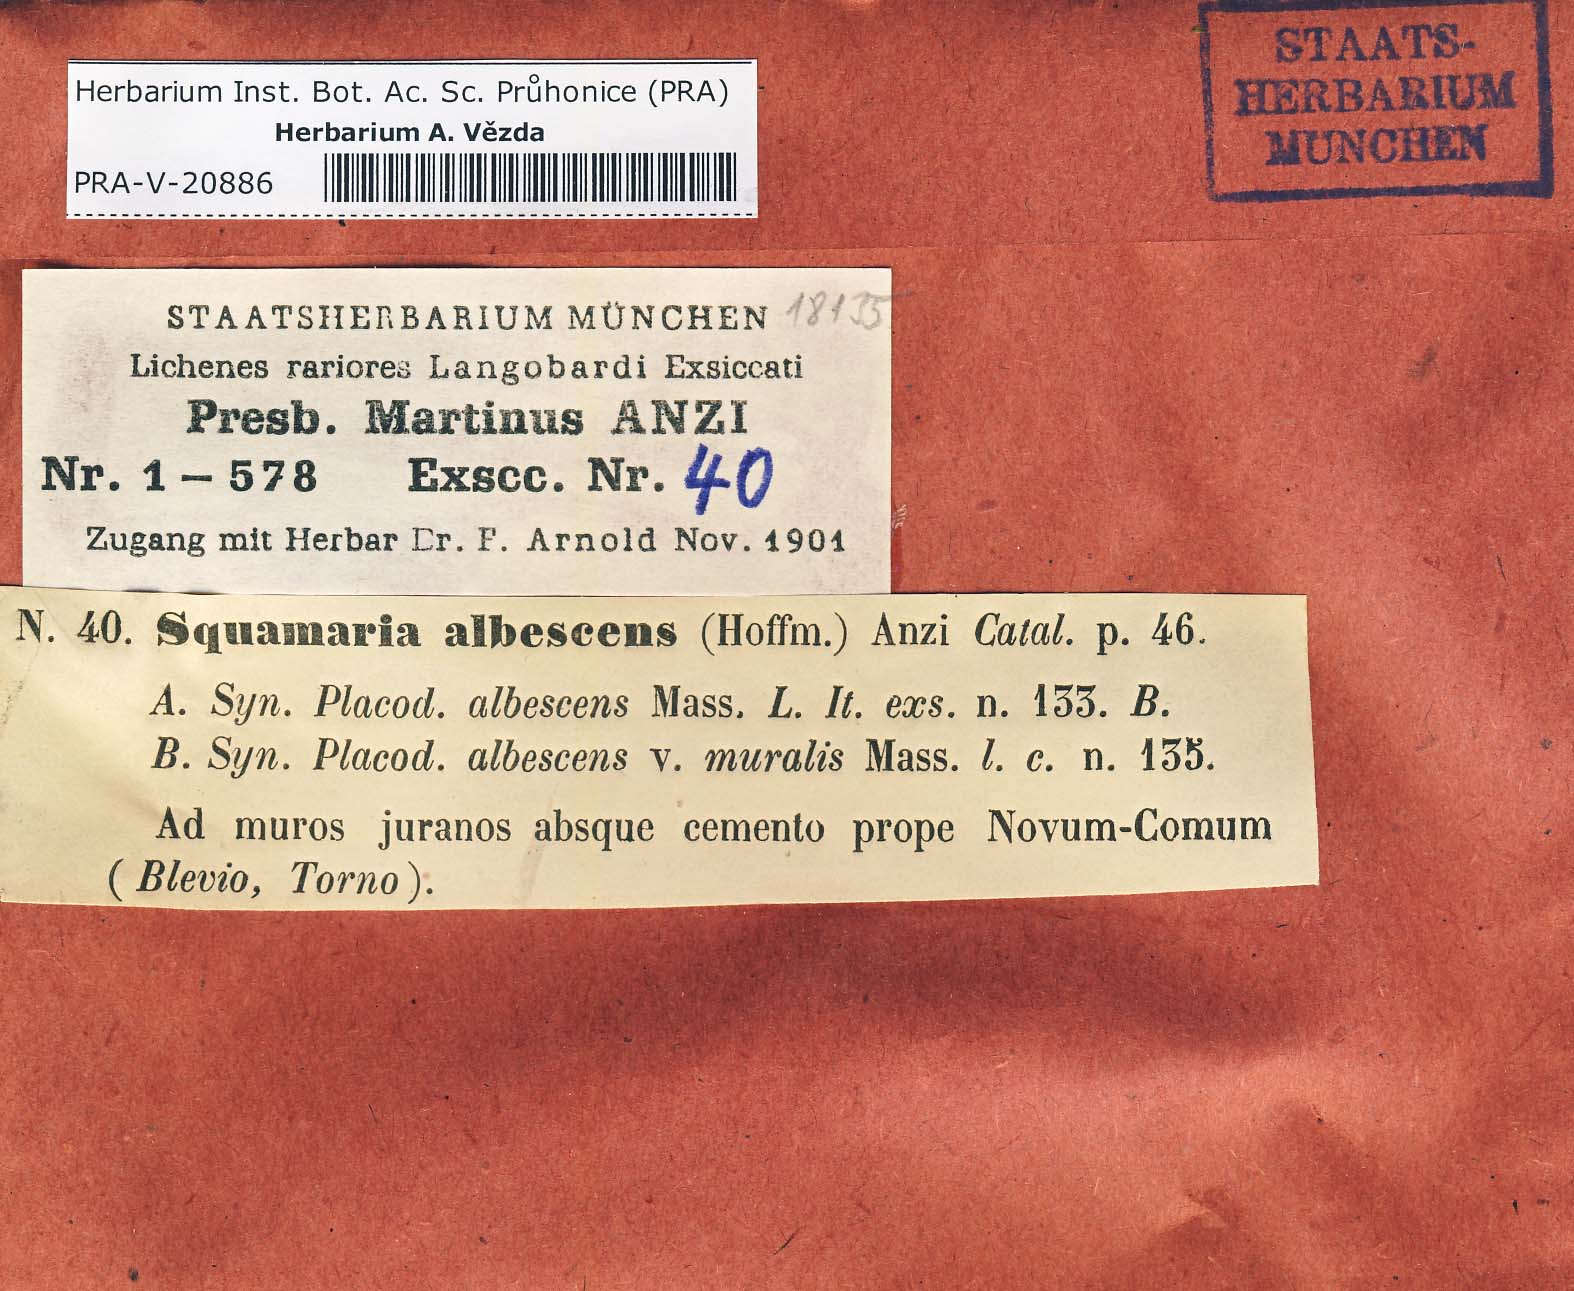 Herbarium Inst. Bot. Ac. Sc. Průhonice (PRA)
Herbarium A. Vězda
PRA-V-20886
STAATS-
HERBARIUM
MÜNCHEN
STAATSHERBARIUM MÜNCHEN 18135
Lichenes rariores Langobardi Exsiccati
Presb. Martinus ANZI
Nr. 1 – 578 Exscc. Nr. 40
Zugang mit Herbar Dr. F. Arnold Nov. 1901
N. 40. Squamaria albescens (Hoffm.) Anzi Catal. p. 46.
A. Syn. Placod. albescens Mass. L. It. exs. n. 133. B.
B. Syn. Placod. albescens v. muralis Mass. l. c. n. 135.
Ad muros juranos absque cemento prope Novum-Comum
(Blevio, Torno).